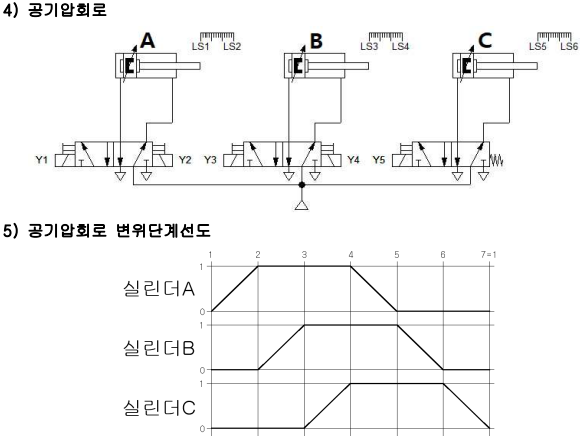 4) 공기압회로
A B C
LS1 LS2 LS3 LS4 LS5 LS6
Y1 Y2 Y3 Y4 Y5
5) 공기압회로 변위단계선도
1 2 3 4 5 6 7=1
1
실린더A
0
1
실린더B
0
1
실린더C
0